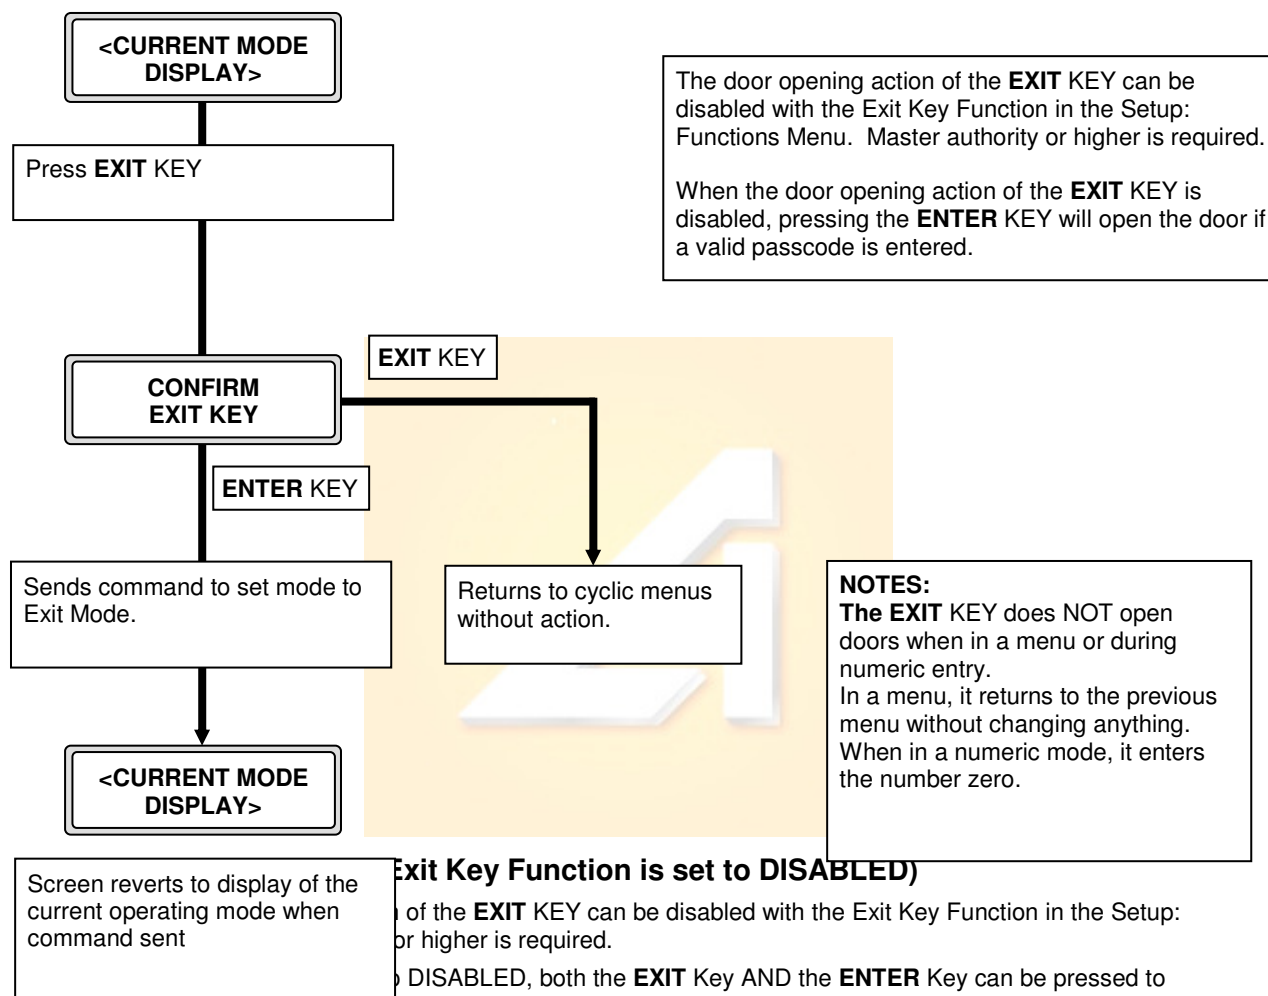 <CURRENT MODE
DISPLAY>
The door opening action of the EXIT KEY can be
disabled with the Exit Key Function in the Setup:
Functions Menu. Master authority or higher is required.
When the door opening action of the EXIT KEY is
disabled, pressing the ENTER KEY will open the door if
a valid passcode is entered.
Press EXIT KEY
EXIT KEY
CONFIRM
EXIT KEY
ENTER KEY
Sends command to set mode to
Exit Mode.
Returns to cyclic menus
without action.
NOTES:
The EXIT KEY does NOT open
doors when in a menu or during
numeric entry.
In a menu, it returns to the previous
menu without changing anything.
When in a numeric mode, it enters
the number zero.
<CURRENT MODE
DISPLAY>
Screen reverts to display of the
current operating mode when
command sent
Exit Key Function is set to DISABLED)
of the EXIT KEY can be disabled with the Exit Key Function in the Setup:
or higher is required.
DISABLED, both the EXIT Key AND the ENTER Key can be pressed to